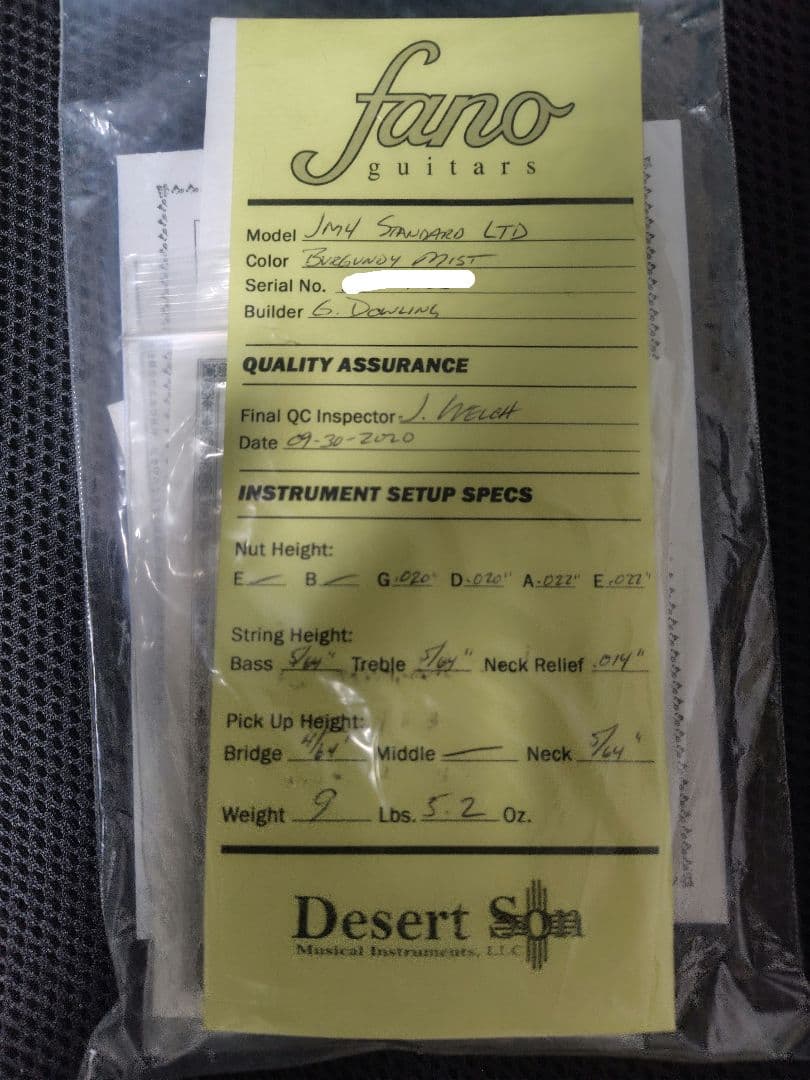 fano
guitars
Model JM4 STANDARD LTD
Color BURGUNDY MIST
Serial No.
Builder G. DOWLING
QUALITY ASSURANCE
Final QC Inspector J. WELCH
Date 09-30-2020
INSTRUMENT SETUP SPECS
Nut Height:
E — B — G .020" D .020" A .022" E .022"
String Height:
Bass 5/64" Treble 5/64" Neck Relief .014"
Pick Up Height:
Bridge 4/64" Middle — Neck 5/64"
Weight 9 Lbs. 5.2 Oz.
Desert Son
Musical Instruments, LLC